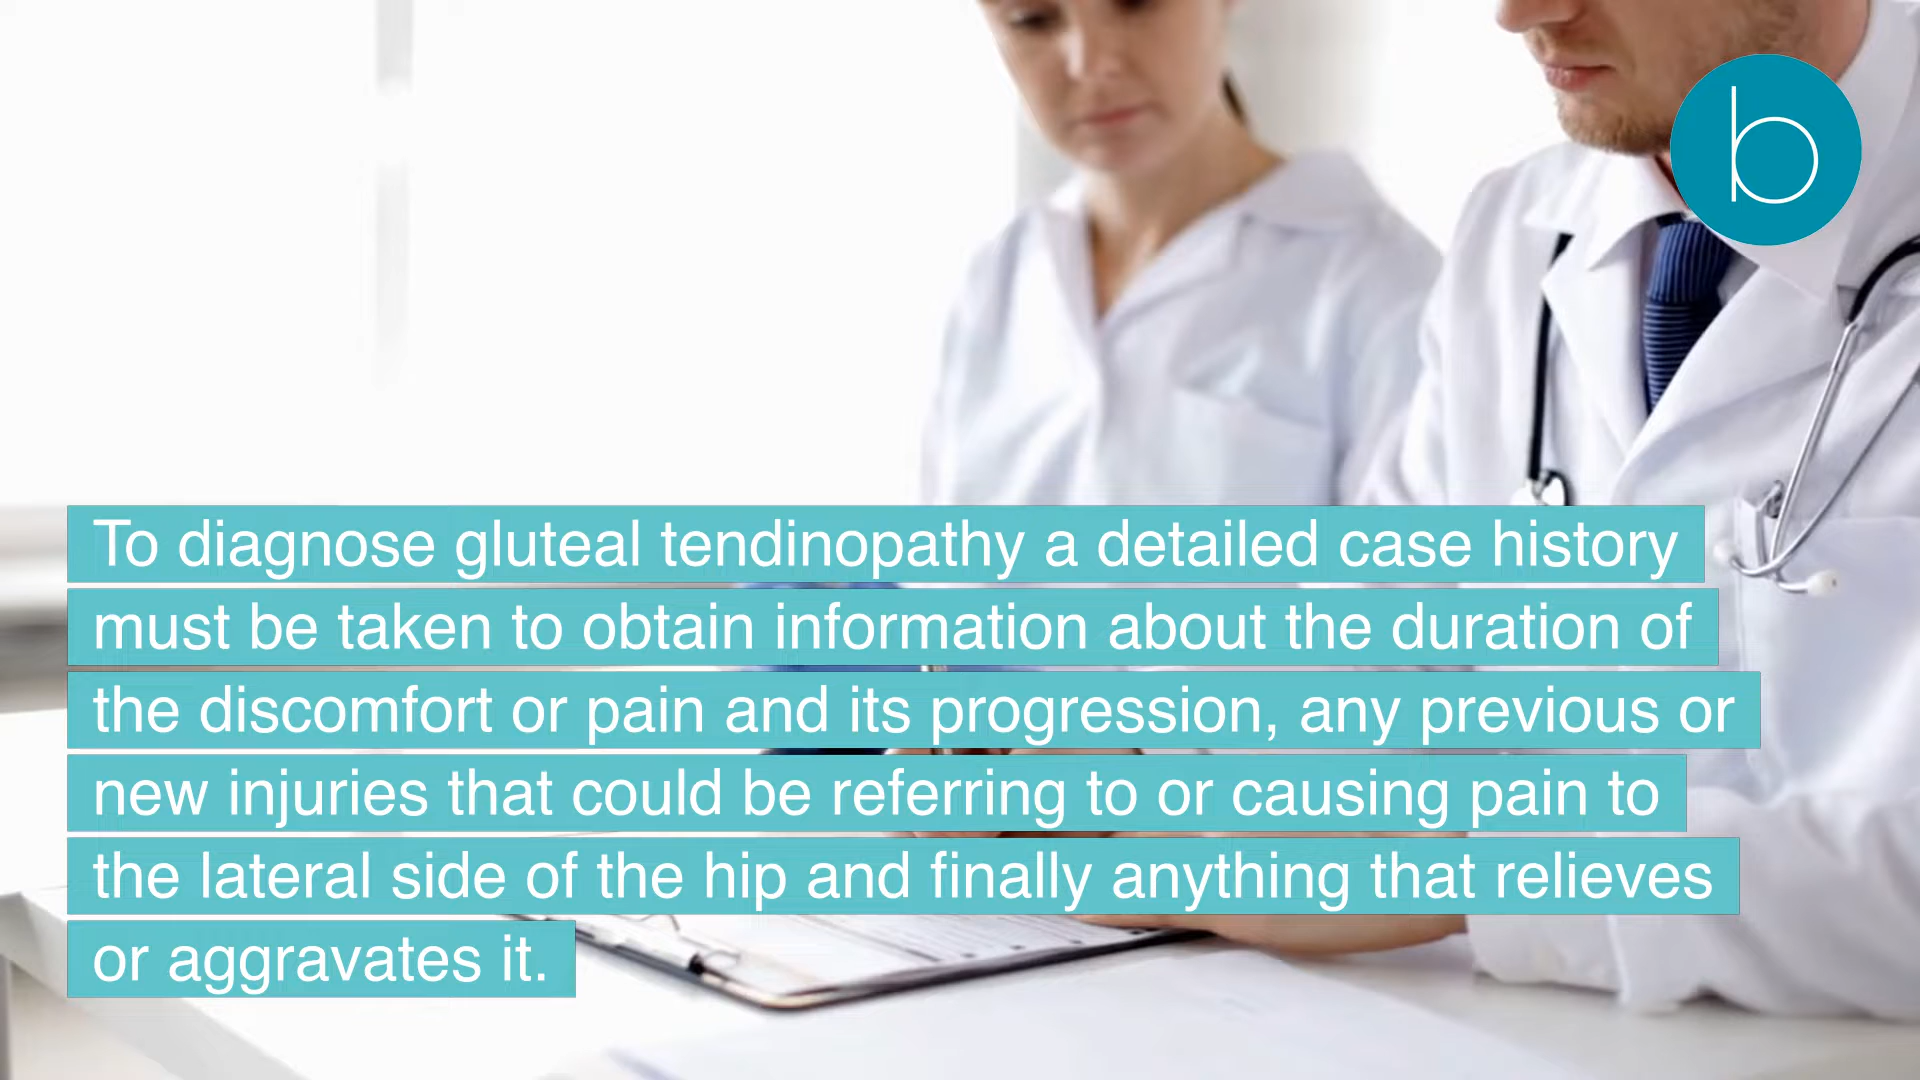 b
To diagnose gluteal tendinopathy a detailed case history
must be taken to obtain information about the duration of
the discomfort or pain and its progression, any previous or
new injuries that could be referring to or causing pain to
the lateral side of the hip and finally anything that relieves
or aggravates it.